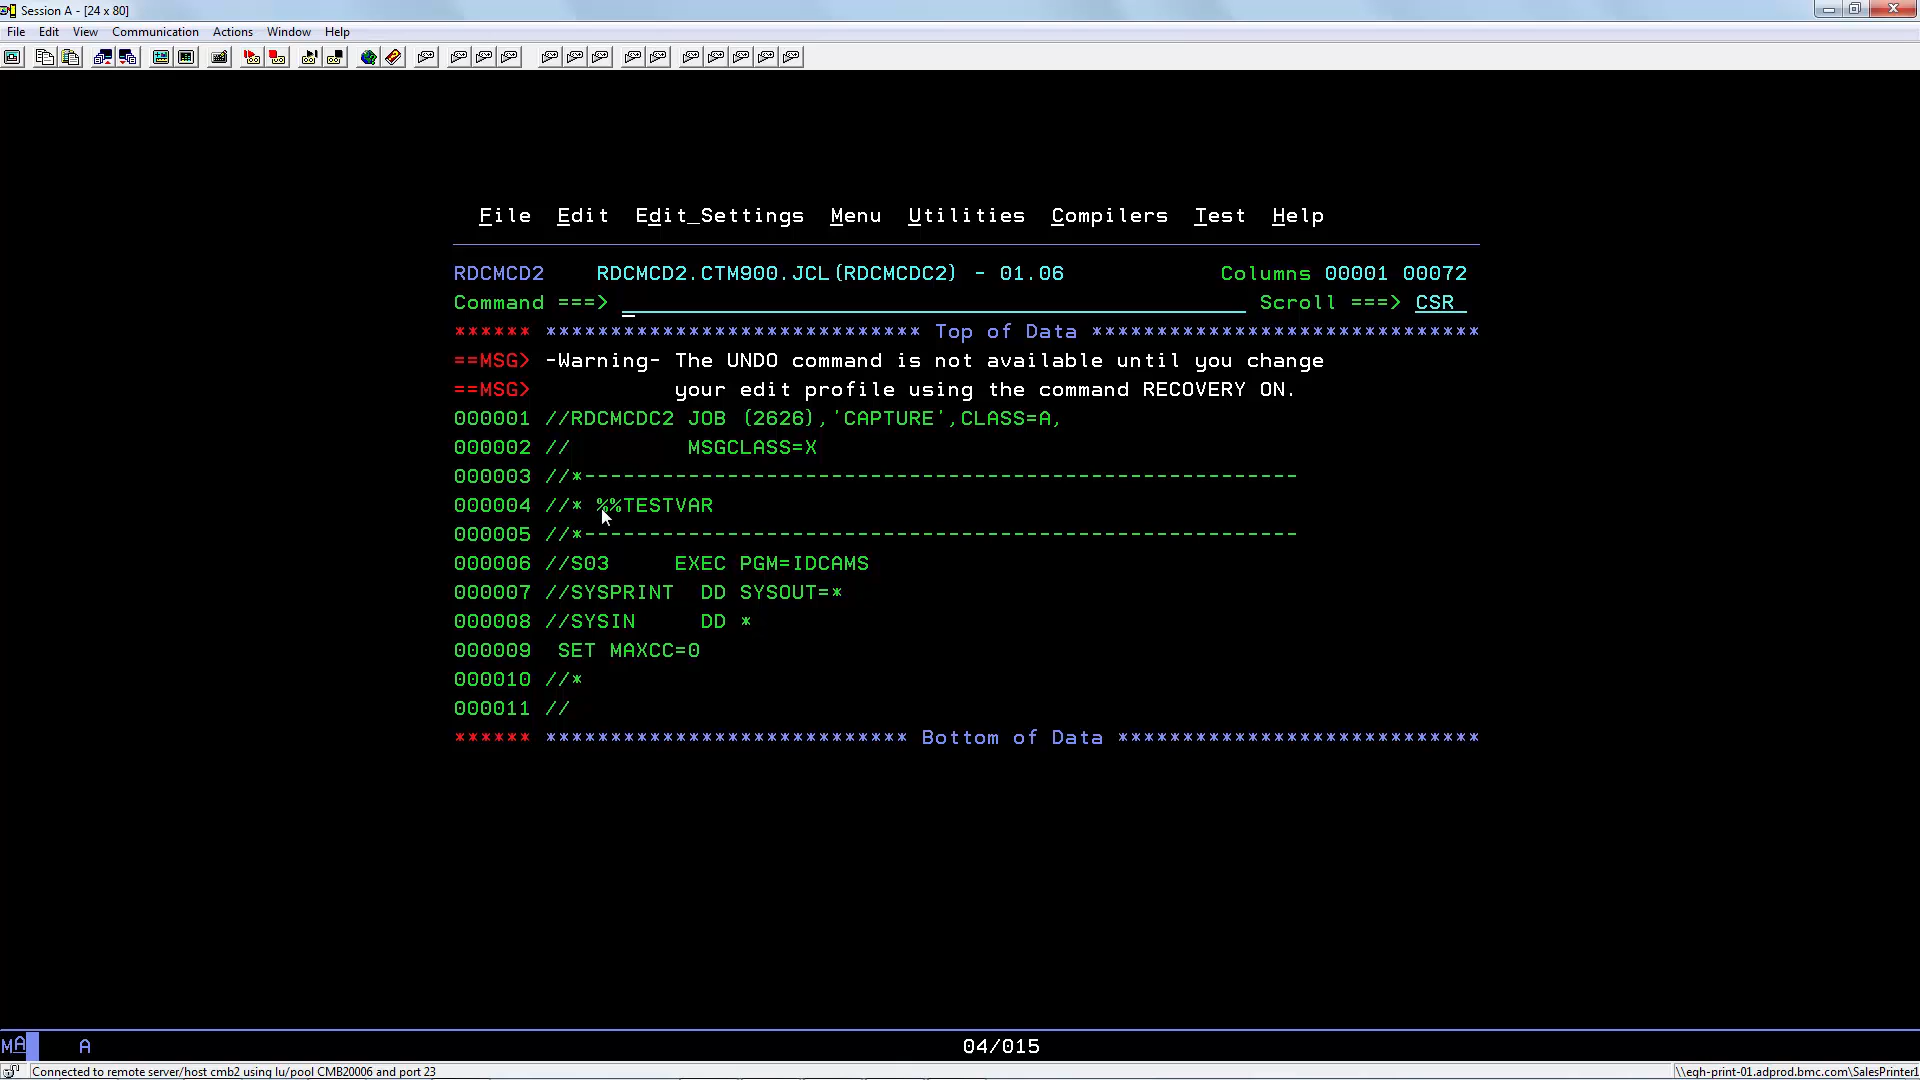 Session A - [24 x 80]
File Edit View Communication Actions Window Help
File Edit Edit_Settings Menu Utilities Compilers Test Help
RDCMCD2 RDCMCD2.CTM900.JCL(RDCMCDC2) - 01.06 Columns 00001 00072
Command ===> Scroll ===> CSR
****** ***************************** Top of Data ******************************
==MSG> -Warning- The UNDO command is not available until you change
==MSG> your edit profile using the command RECOVERY ON.
000001 //RDCMCDC2 JOB (2626),'CAPTURE',CLASS=A,
000002 // MSGCLASS=X
000003 //*-------------------------------------------------------
000004 //* %%TESTVAR
000005 //*-------------------------------------------------------
000006 //S03 EXEC PGM=IDCAMS
000007 //SYSPRINT DD SYSOUT=*
000008 //SYSIN DD *
000009 SET MAXCC=0
000010 //*
000011 //
****** **************************** Bottom of Data ****************************
MA A 04/015
Connected to remote server/host cmb2 using lu/pool CMB20006 and port 23 \\egh-print-01.adprod.bmc.com\SalesPrinter1